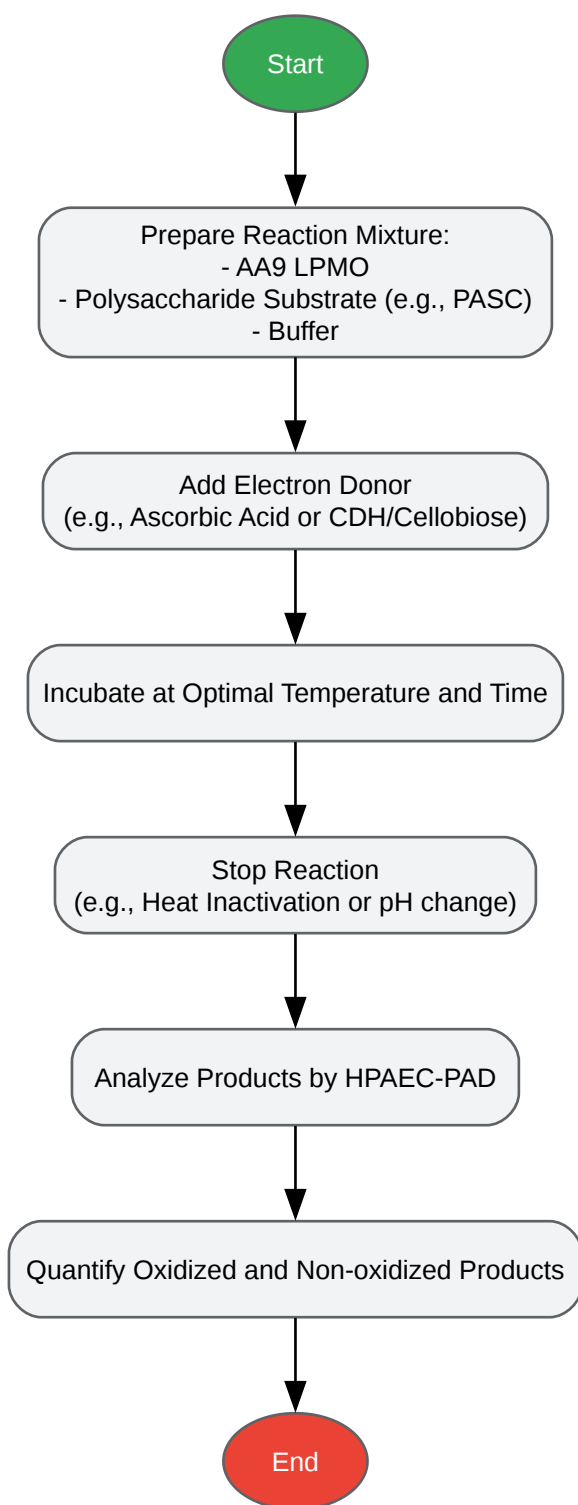 Start
Prepare Reaction Mixture:
- AA9 LPMO
- Polysaccharide Substrate (e.g., PASC)
- Buffer
Add Electron Donor
(e.g., Ascorbic Acid or CDH/Cellobiose)
Incubate at Optimal Temperature and Time
Stop Reaction
(e.g., Heat Inactivation or pH change)
Analyze Products by HPAEC-PAD
Quantify Oxidized and Non-oxidized Products
End